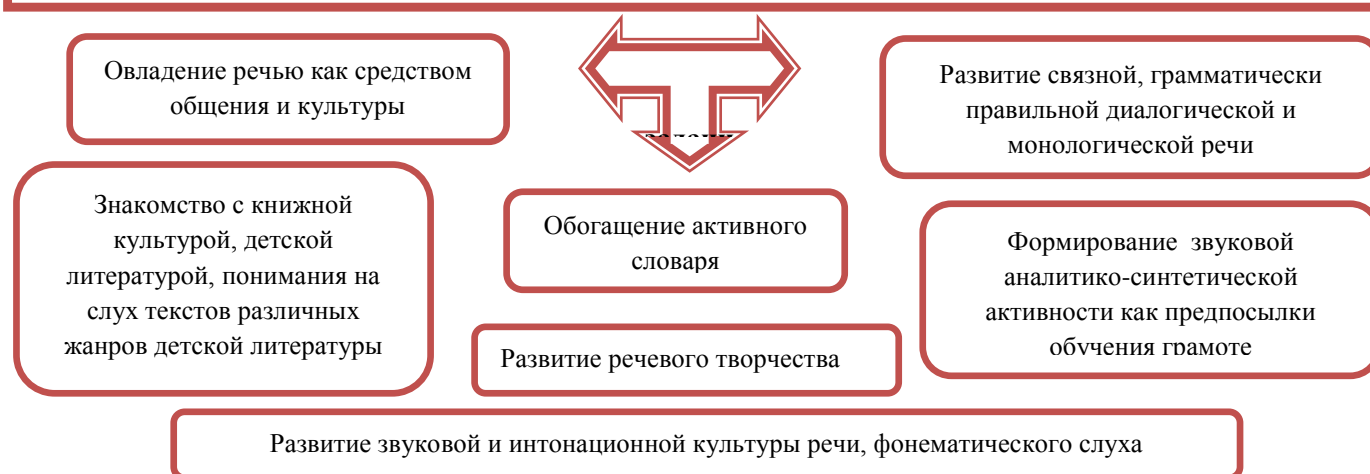 Овладение речью как средством
общения и культуры
Развитие связной, грамматически
правильной диалогической и
монологической речи
Знакомство с книжной
культурой, детской
литературой, понимания на
слух текстов различных
жанров детской литературы
Обогащение активного
словаря
Формирование звуковой
аналитико-синтетической
активности как предпосылки
обучения грамоте
Развитие речевого творчества
Развитие звуковой и интонационной культуры речи, фонематического слуха